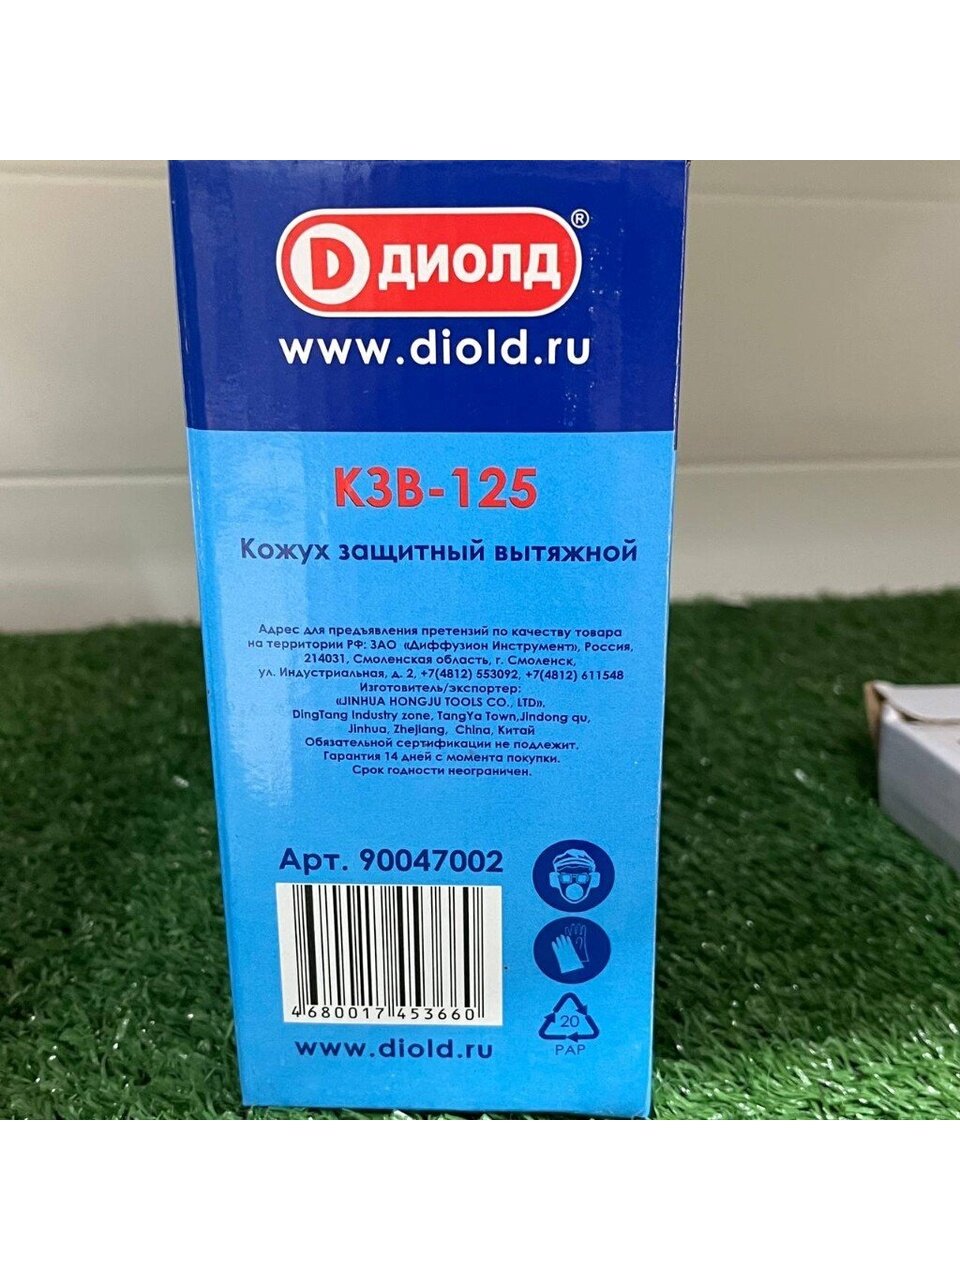 D ДИОЛД ®
www.diold.ru
КЗВ-125
Кожух защитный вытяжной
Адрес для предъявления претензий по качеству товара
на территории РФ: ЗАО «Диффузион Инструмент», Россия,
214031, Смоленская область, г. Смоленск,
ул. Индустриальная, д. 2, +7(4812) 553092, +7(4812) 611548
Изготовитель/экспортер:
«JINHUA HONGJU TOOLS CO., LTD»,
DingTang Industry zone, TangYa Town,Jindong qu,
Jinhua, Zhejiang, China, Китай
Обязательной сертификации не подлежит.
Гарантия 14 дней с момента покупки.
Срок годности неограничен.
Арт. 90047002
4 680017 453660
20
PAP
www.diold.ru